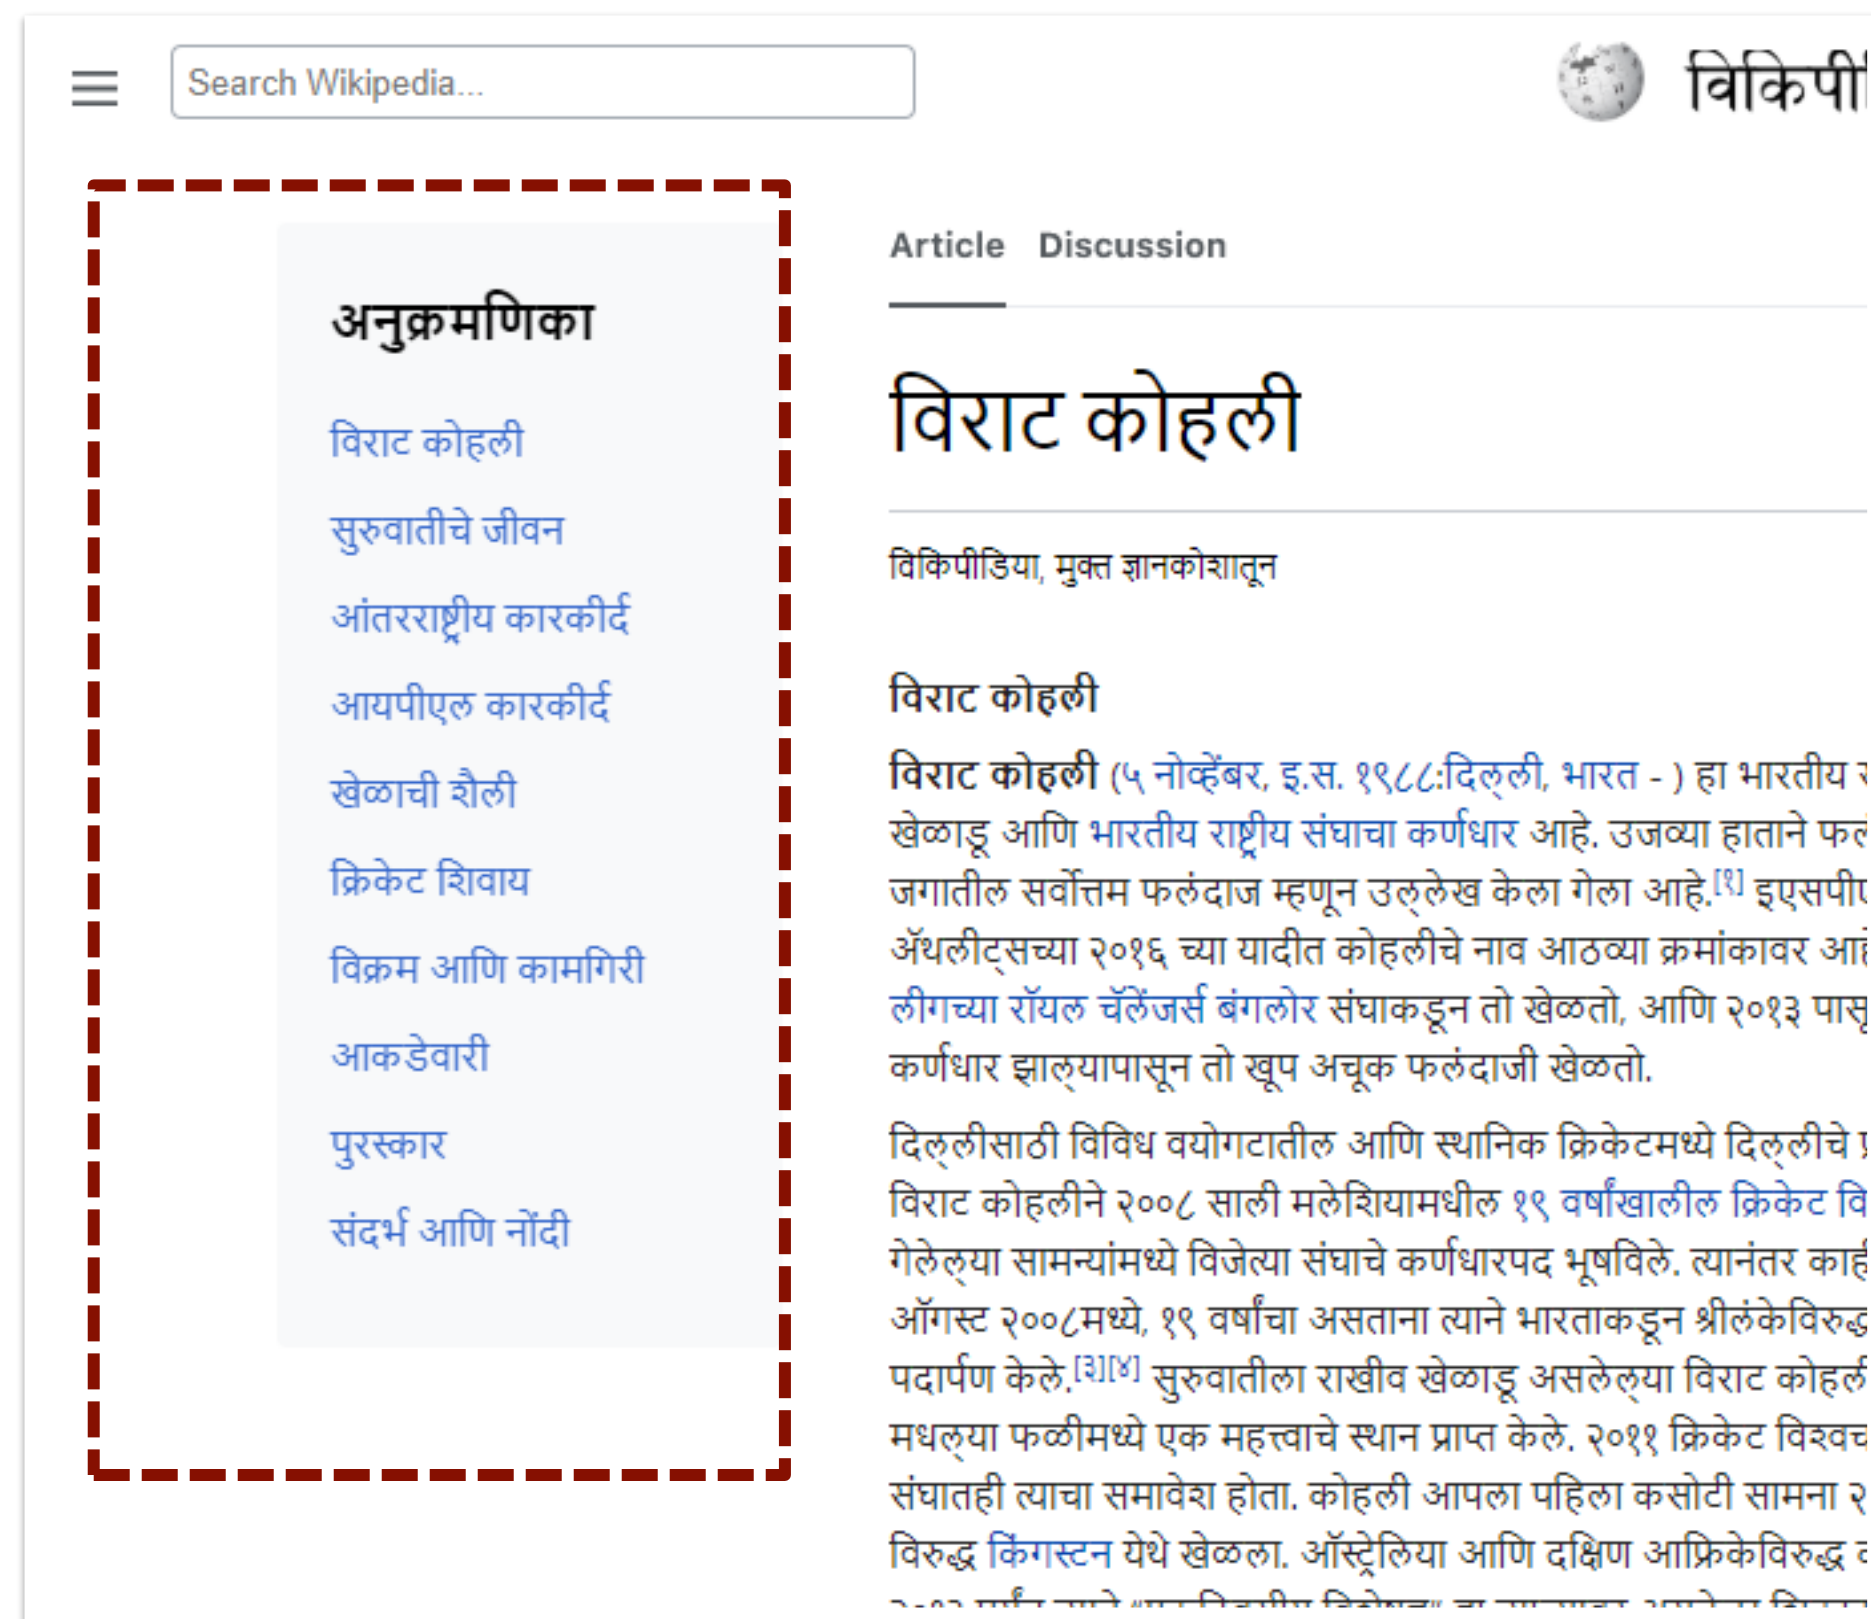 Search Wikipedia...
विकिपी
अनुक्रमणिका
विराट कोहली
सुरुवातीचे जीवन
आंतरराष्ट्रीय कारकीर्द
आयपीएल कारकीर्द
खेळाची शैली
क्रिकेट शिवाय
विक्रम आणि कामगिरी
आकडेवारी
पुरस्कार
संदर्भ आणि नोंदी
Article Discussion
विराट कोहली
विकिपीडिया, मुक्त ज्ञानकोशातून
विराट कोहली
विराट कोहली (५ नोव्हेंबर, इ.स. १९८८:दिल्ली, भारत - ) हा भारतीय
खेळाडू आणि भारतीय राष्ट्रीय संघाचा कर्णधार आहे. उजव्या हाताने
जगातील सर्वोत्तम फलंदाज म्हणून उल्लेख केला गेला आहे.[१]
ॲथलीट्सच्या २०१६ च्या यादीत कोहलीचे नाव आठव्या क्रमांकावर
लीगच्या रॉयल चॅलेंजर्स बंगलोर संघाकडून तो खेळतो, आणि २०१३
कर्णधार झाल्यापासून तो खूप अचूक फलंदाजी खेळतो.
दिल्लीसाठी विविध वयोगटातील आणि स्थानिक क्रिकेटमध्ये दिल्लीचे
विराट कोहलीने २००८ साली मलेशियामधील १९ वर्षांखालील क्रिकेट
गेलेल्या सामन्यांमध्ये विजेत्या संघाचे कर्णधारपद भूषविले. त्यानंतर
ऑगस्ट २००८मध्ये, १९ वर्षांचा असताना त्याने भारताकडून
पदार्पण केले.[३][४] सुरुवातीला राखीव खेळाडू असलेल्या विराट
मधल्या फळीमध्ये एक महत्त्वाचे स्थान प्राप्त केले. २०११ क्रिकेट
संघातही त्याचा समावेश होता. कोहली आपला पहिला कसोटी सामना
विरुद्ध किंगस्टन येथे खेळला. ऑस्ट्रेलिया आणि दक्षिण आफ्रिकेविरुद्ध